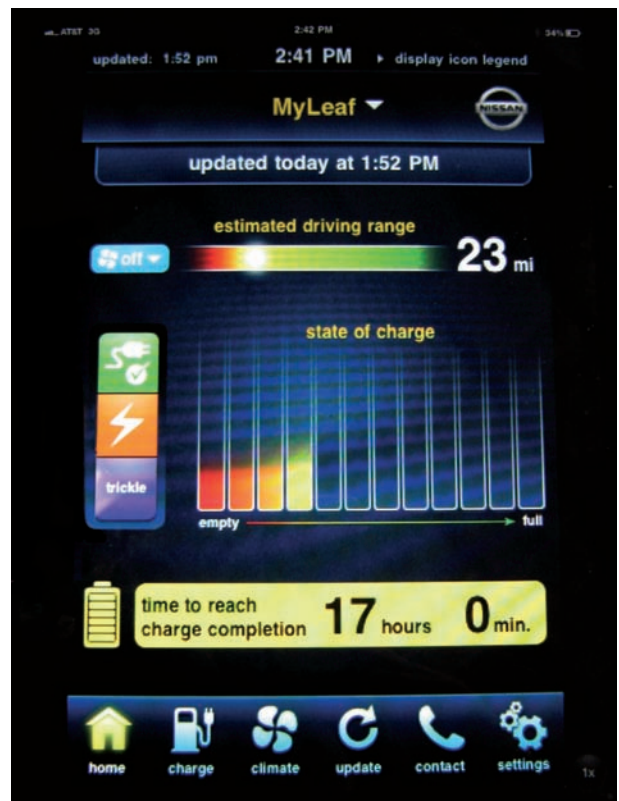 AT&T 3G 2:42 PM 34%
updated: 1:52 pm 2:41 PM display icon legend
MyLeaf NISSAN
updated today at 1:52 PM
estimated driving range
off 23 mi
state of charge
trickle
empty full
time to reach
charge completion 17 hours 0 min.
home charge climate update contact settings
1x